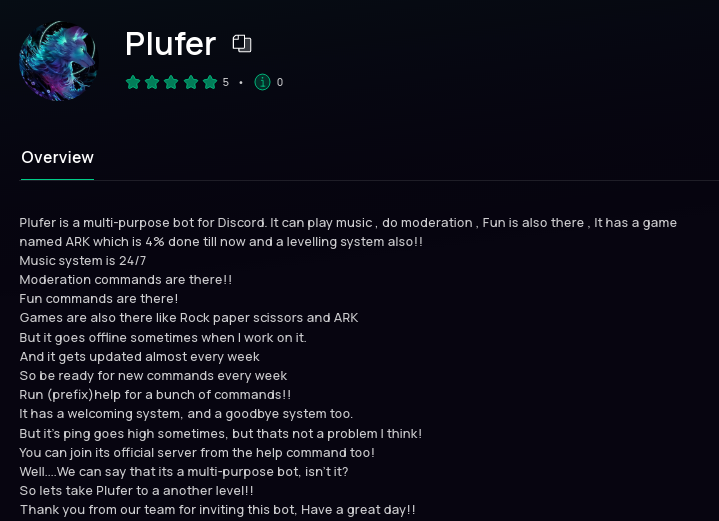 Plufer
5 • 0
Overview
Plufer is a multi-purpose bot for Discord. It can play music , do moderation , Fun is also there , It has a game
named ARK which is 4% done till now and a levelling system also!!
Music system is 24/7
Moderation commands are there!!
Fun commands are there!
Games are also there like Rock paper scissors and ARK
But it goes offline sometimes when I work on it.
And it gets updated almost every week
So be ready for new commands every week
Run (prefix)help for a bunch of commands!!
It has a welcoming system, and a goodbye system too.
But it's ping goes high sometimes, but thats not a problem I think!
You can join its official server from the help command too!
Well....We can say that its a multi-purpose bot, isn't it?
So lets take Plufer to a another level!!
Thank you from our team for inviting this bot, Have a great day!!